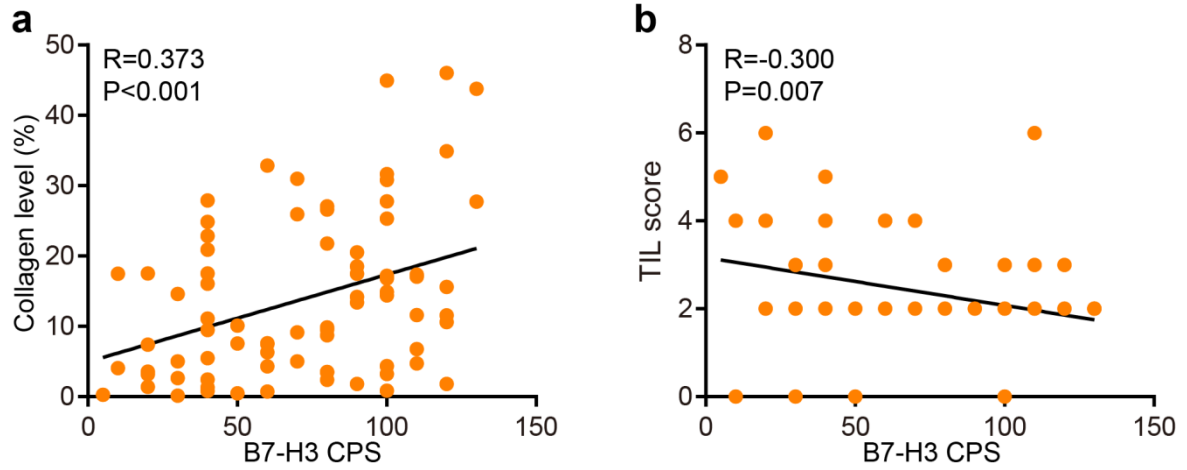 a
R=0.373
P<0.001
Collagen level (%)
50
40
30
20
10
0
0 50 100 150
B7-H3 CPS
b
R=-0.300
P=0.007
TIL score
8
6
4
2
0
0 50 100 150
B7-H3 CPS